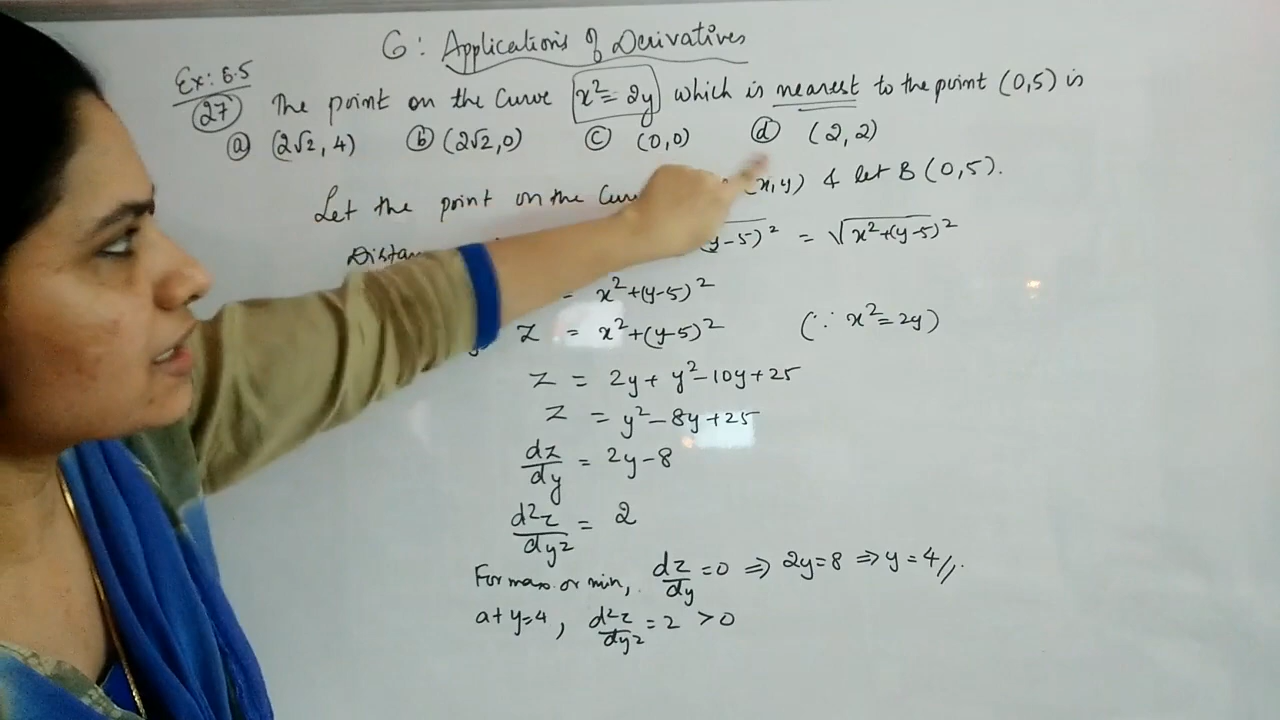 6: Applications of Derivatives
Ex: 6.5
27 The point on the curve x²=2y which is nearest to the point (0,5) is
a (2√2, 4) b (2√2,0) c (0,0) d (2,2)
Let the point on the Cur (x,y) & let B (0,5).
Distan (y-5)² = √x²+(y-5)²
= x²+(y-5)²
Z = x²+(y-5)² (∵ x²=2y)
Z = 2y + y²-10y+25
Z = y²-8y+25
dz/dy = 2y-8
d²z/dy² = 2
For max. or min, dz/dy =0 ⇒ 2y=8 ⇒ y=4//.
at y=4, d²z/dy² = 2 >0